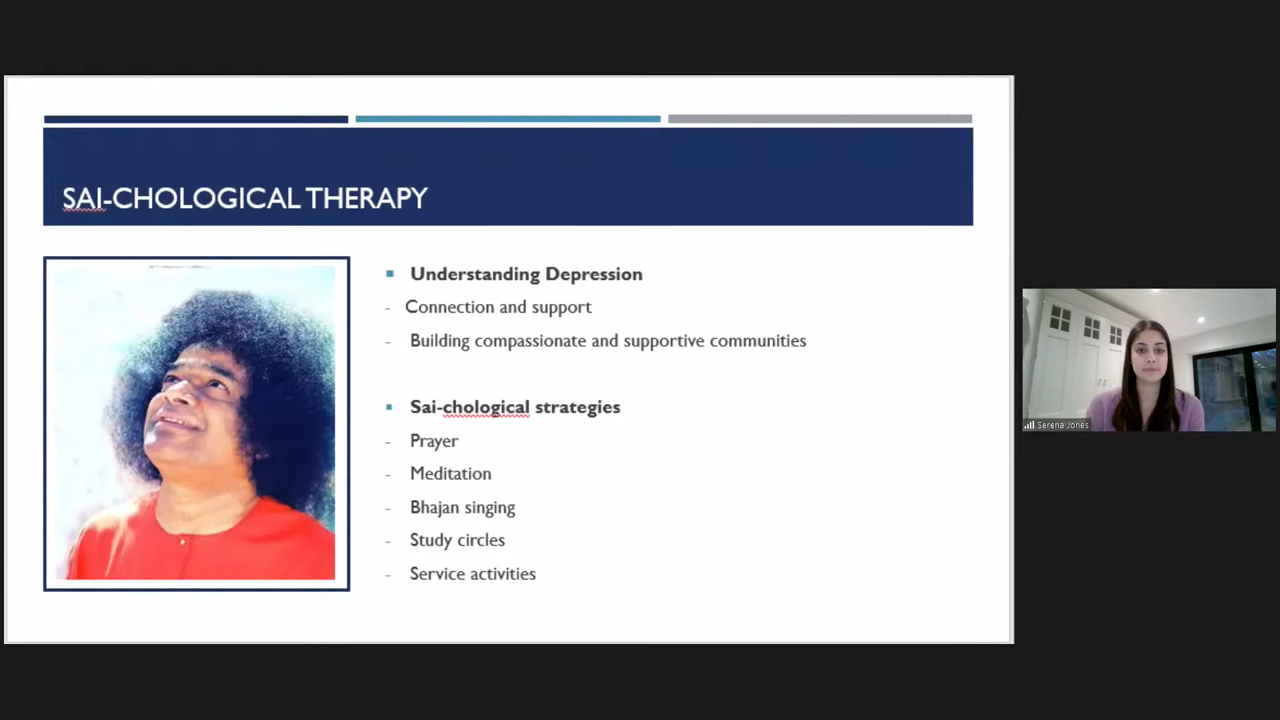 SAI-CHOLOGICAL THERAPY
Understanding Depression
- Connection and support
- Building compassionate and supportive communities
Sai-chological strategies
- Prayer
- Meditation
- Bhajan singing
- Study circles
- Service activities
Serena Jones